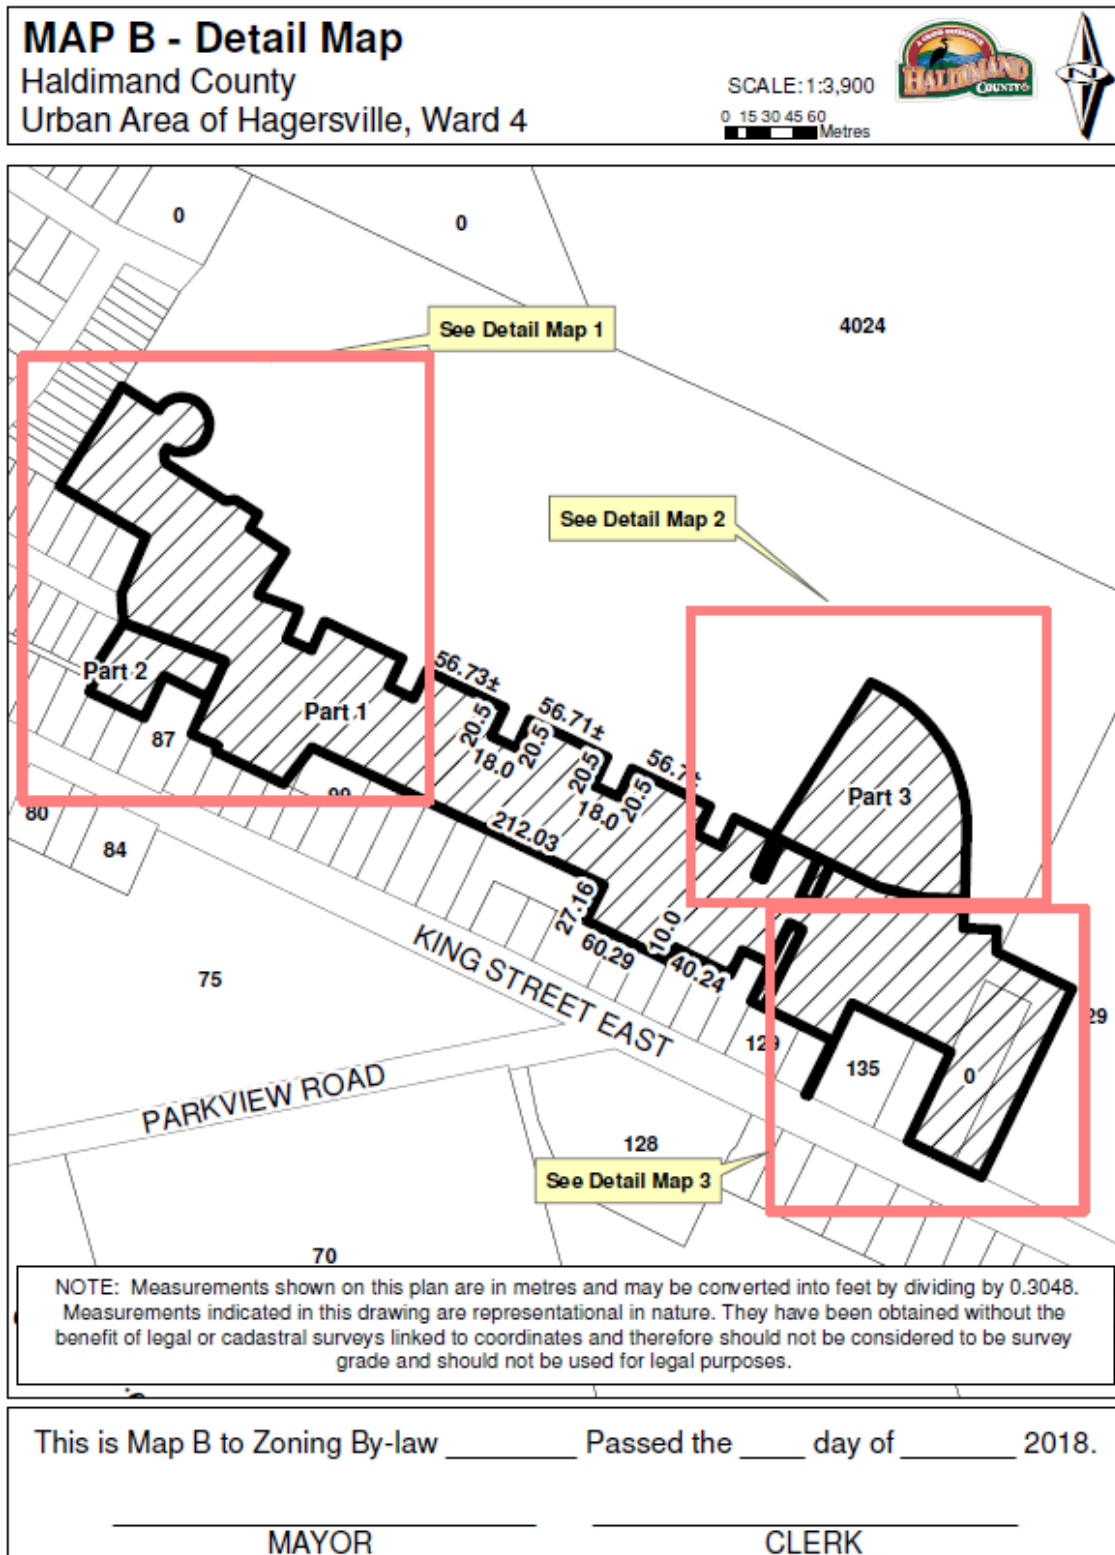 MAP B - Detail Map
Haldimand County
Urban Area of Hagersville, Ward 4
SCALE: 1:3,900
0 15 30 45 60
Metres
HALDIMAND
COUNTY
N
0
0
4024
See Detail Map 1
See Detail Map 2
Part 2
Part 1
87
99
80
84
56.73±
20.5
18.0
20.5
56.71±
20.5
18.0
20.5
56.7±
Part 3
212.03
27.16
60.29
10.0
40.24
KING STREET EAST
75
PARKVIEW ROAD
129
135
0
29
128
See Detail Map 3
70
NOTE: Measurements shown on this plan are in metres and may be converted into feet by dividing by 0.3048.
Measurements indicated in this drawing are representational in nature. They have been obtained without the
benefit of legal or cadastral surveys linked to coordinates and therefore should not be considered to be survey
grade and should not be used for legal purposes.
This is Map B to Zoning By-law ________ Passed the ____ day of _______ 2018.
MAYOR
CLERK